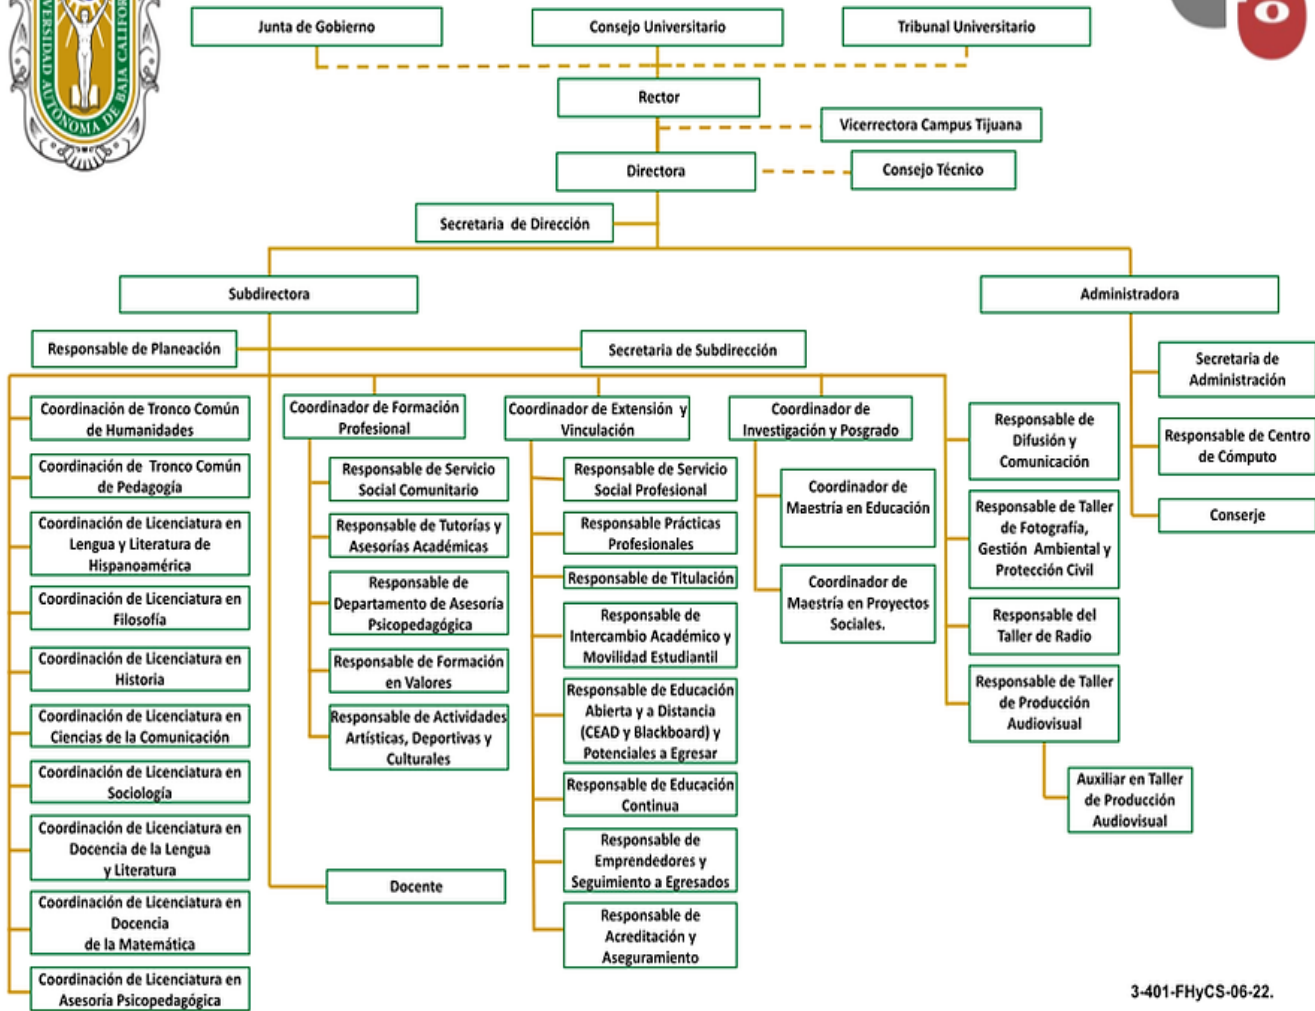 Junta de Gobierno
Consejo Universitario
Tribunal Universitario
Rector
Vicerrectora Campus Tijuana
Directora
Consejo Técnico
Secretaria de Dirección
Subdirectora
Administradora
Responsable de Planeación
Secretaria de Subdirección
Secretaria de
Administración
Responsable de Centro
de Cómputo
Conserje
Coordinación de Tronco Común
de Humanidades
Coordinación de Tronco Común
de Pedagogía
Coordinación de Licenciatura en
Lengua y Literatura de
Hispanoamérica
Coordinación de Licenciatura en
Filosofía
Coordinación de Licenciatura en
Historia
Coordinación de Licenciatura en
Ciencias de la Comunicación
Coordinación de Licenciatura en
Sociología
Coordinación de Licenciatura en
Docencia de la Lengua
y Literatura
Coordinación de Licenciatura en
Docencia
de la Matemática
Coordinación de Licenciatura en
Asesoría Psicopedagógica
Coordinador de Formación
Profesional
Responsable de Servicio
Social Comunitario
Responsable de Tutorías y
Asesorías Académicas
Responsable de
Departamento de Asesoría
Psicopedagógica
Responsable de Formación
en Valores
Responsable de Actividades
Artísticas, Deportivas y
Culturales
Docente
Coordinador de Extensión y
Vinculación
Responsable de Servicio
Social Profesional
Responsable Prácticas
Profesionales
Responsable de Titulación
Responsable de
Intercambio Académico y
Movilidad Estudiantil
Responsable de Educación
Abierta y a Distancia
(CEAD y Blackboard) y
Potenciales a Egresar
Responsable de Educación
Continua
Responsable de
Emprendedores y
Seguimiento a Egresados
Responsable de
Acreditación y
Aseguramiento
Coordinador de
Investigación y Posgrado
Coordinador de
Maestría en Educación
Coordinador de
Maestría en Proyectos
Sociales.
Responsable de
Difusión y
Comunicación
Responsable de Taller
de Fotografía,
Gestión Ambiental y
Protección Civil
Responsable del
Taller de Radio
Responsable de Taller
de Producción
Audiovisual
Auxiliar en Taller
de Producción
Audiovisual
3-401-FHyCS-06-22.